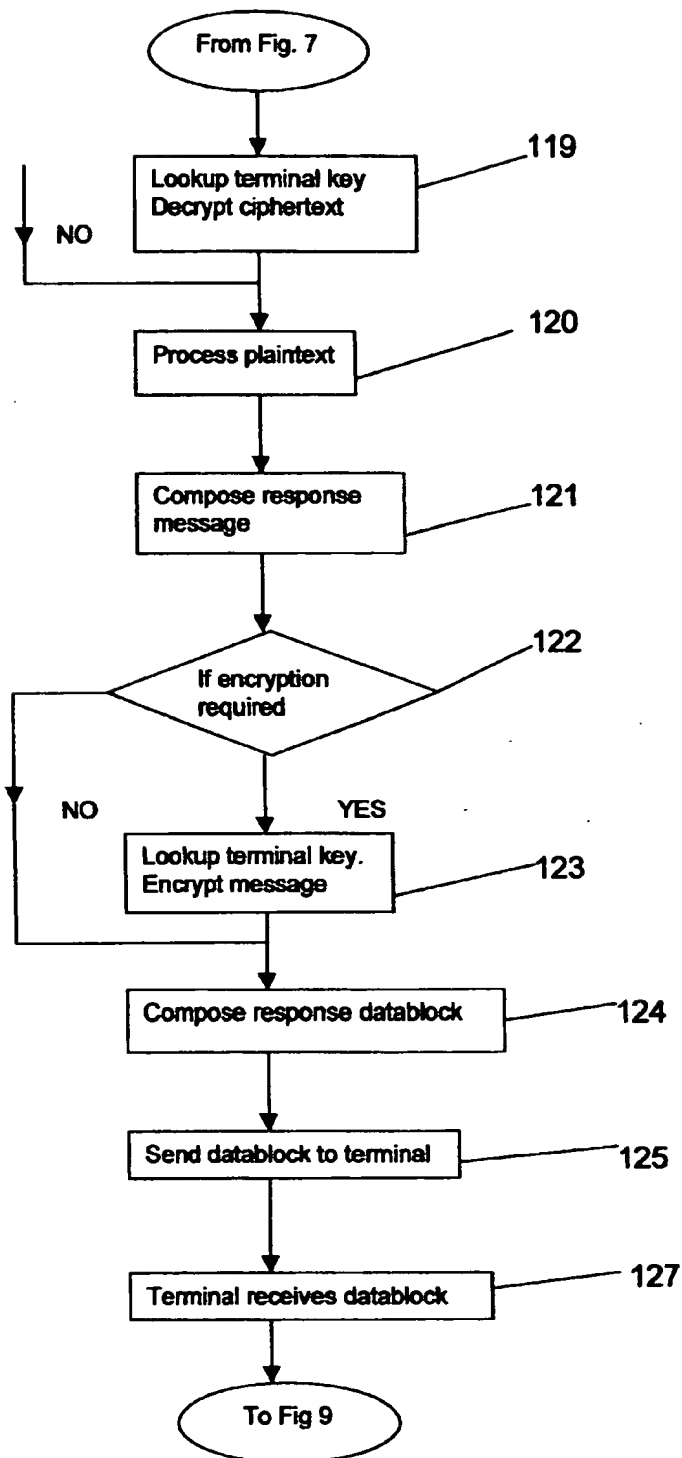 From Fig. 7
119
Lookup terminal key
Decrypt ciphertext
NO
120
Process plaintext
121
Compose response
message
122
If encryption
required
NO
YES
Lookup terminal key.
Encrypt message
123
Compose response datablock
124
Send datablock to terminal
125
127
Terminal receives datablock
To Fig 9